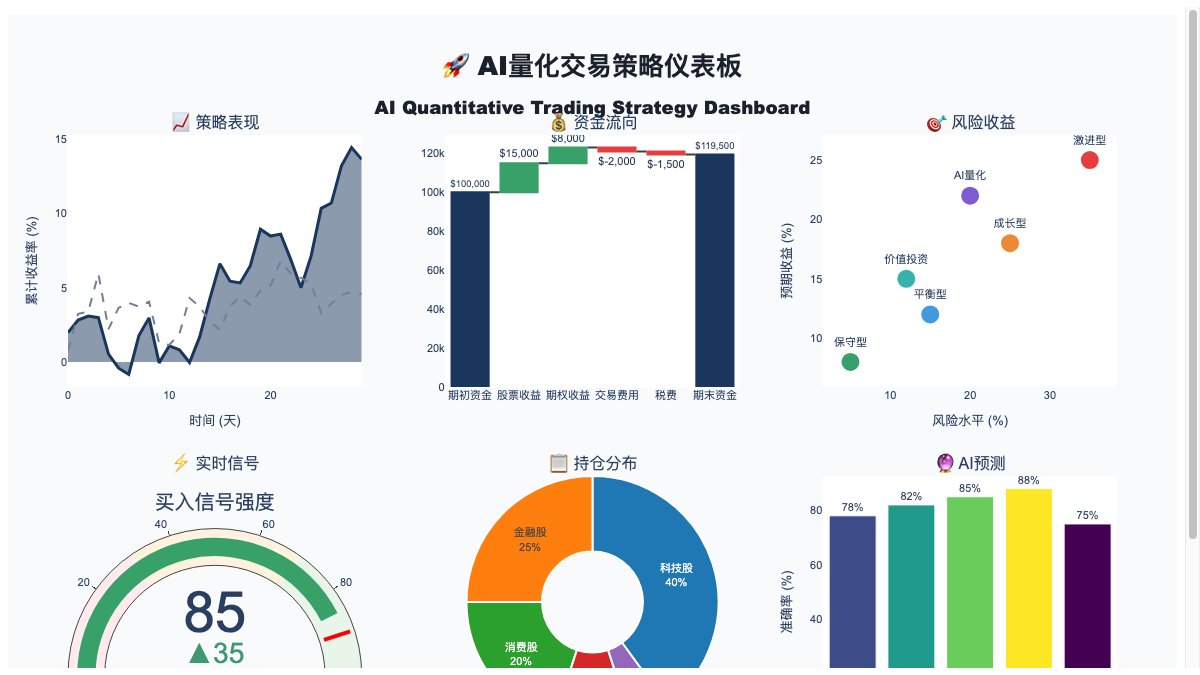 🚀 AI量化交易策略仪表板
AI Quantitative Trading Strategy Dashboard
📈 策略表现
15
10
5
0
累计收益率 (%)
0
10
20
时间 (天)
💰 资金流向
120k
100k
80k
60k
40k
20k
0
$100,000
$15,000
$8,000
$-2,000
$-1,500
$119,500
期初资金
股票收益
期权收益
交易费用
税费
期末资金
🎯 风险收益
25
20
15
10
预期收益 (%)
激进型
AI量化
成长型
价值投资
平衡型
保守型
10
20
30
风险水平 (%)
⚡ 实时信号
买入信号强度
20
40
60
80
85
▲35
📋 持仓分布
金融股
25%
科技股
40%
消费股
20%
🔮 AI预测
80
60
40
准确率 (%)
78%
82%
85%
88%
75%